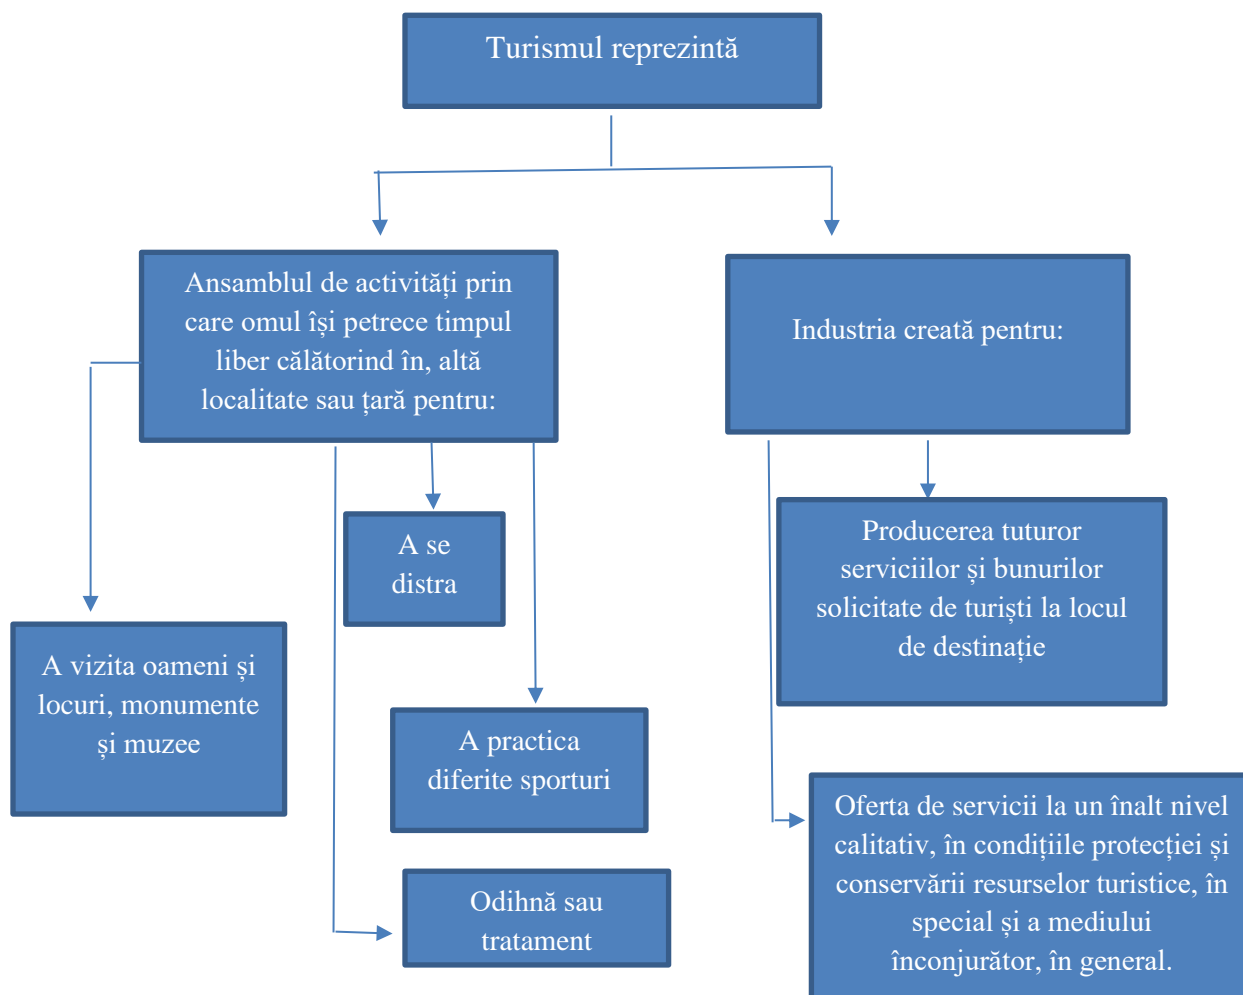 Turismul reprezintă
Ansamblul de activități prin
care omul își petrece timpul
liber călătorind în, altă
localitate sau țară pentru:
Industria creată pentru:
A se
distra
Producerea tuturor
serviciilor și bunurilor
solicitate de turiști la locul
de destinație
A vizita oameni și
locuri, monumente
și muzee
A practica
diferite sporturi
Oferta de servicii la un înalt nivel
calitativ, în condițiile protecției și
conservării resurselor turistice, în
special și a mediului
înconjurător, în general.
Odihnă sau
tratament